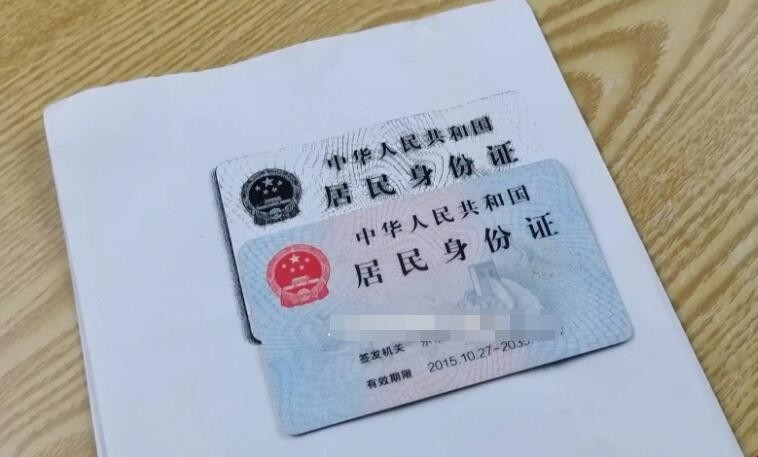 中华人民共和国
居民身份证
中华人民共和国
居民身份证
签发机关
有效期限 2015.10.27-203